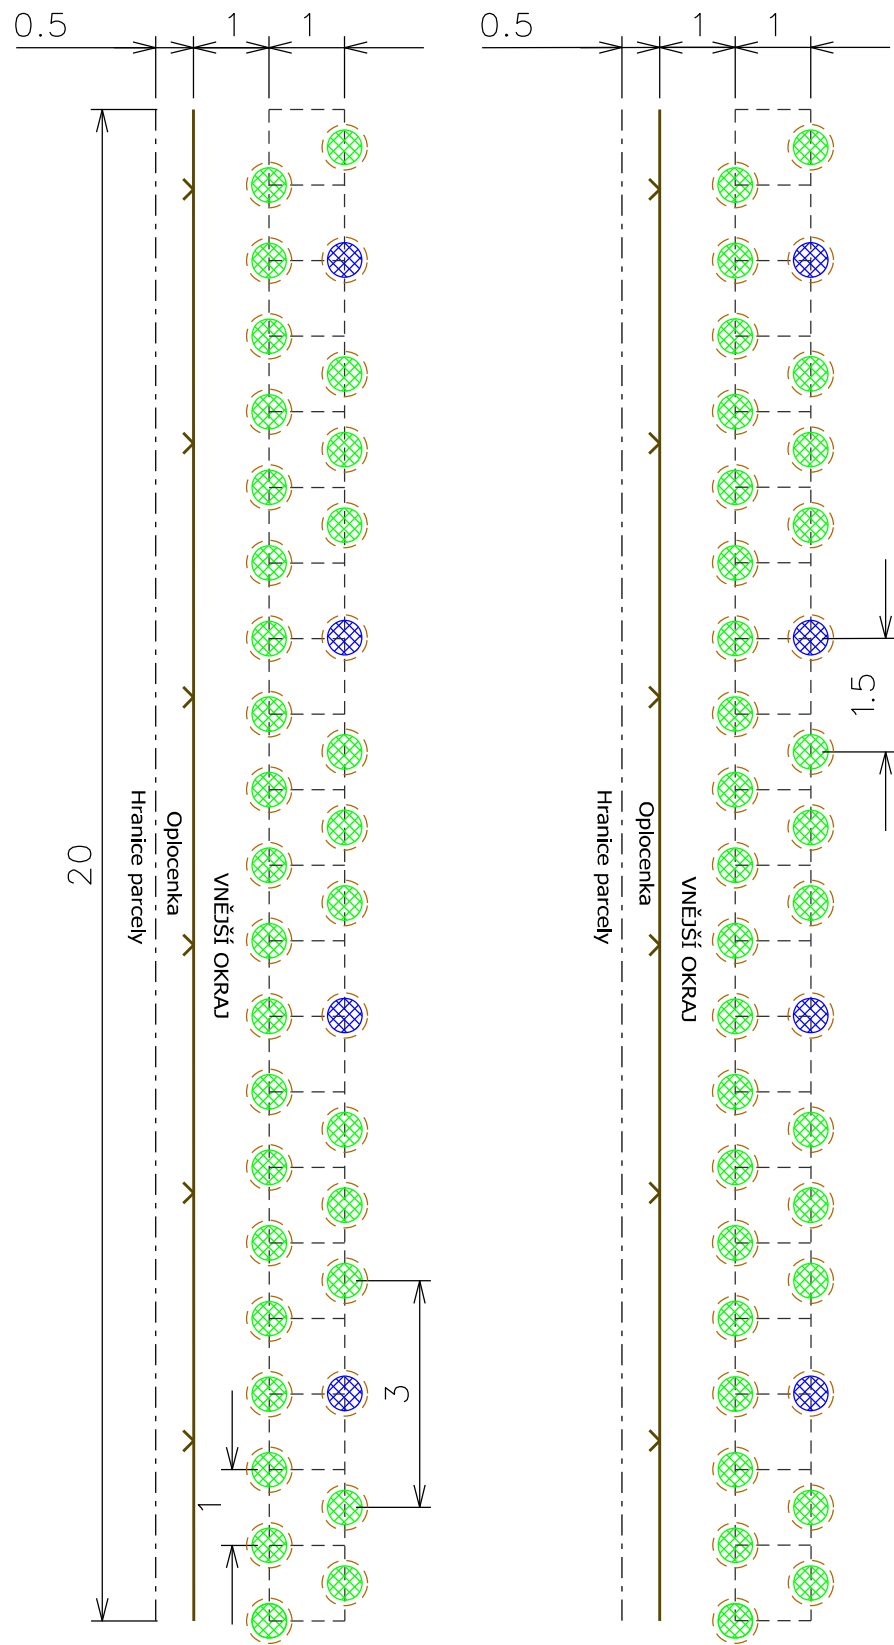 0.5
1
1
0.5
1
1
20
Hranice parcely
Oplocenka
VNĚJŠÍ OKRAJ
3
1
Hranice parcely
Oplocenka
VNĚJŠÍ OKRAJ
1.5